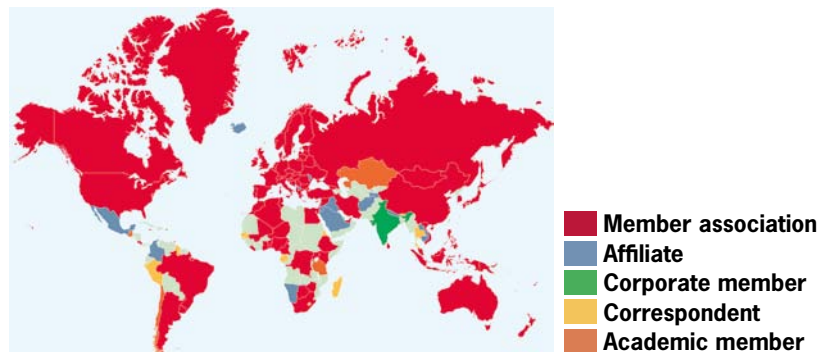 Member association
Affiliate
Corporate member
Correspondent
Academic member